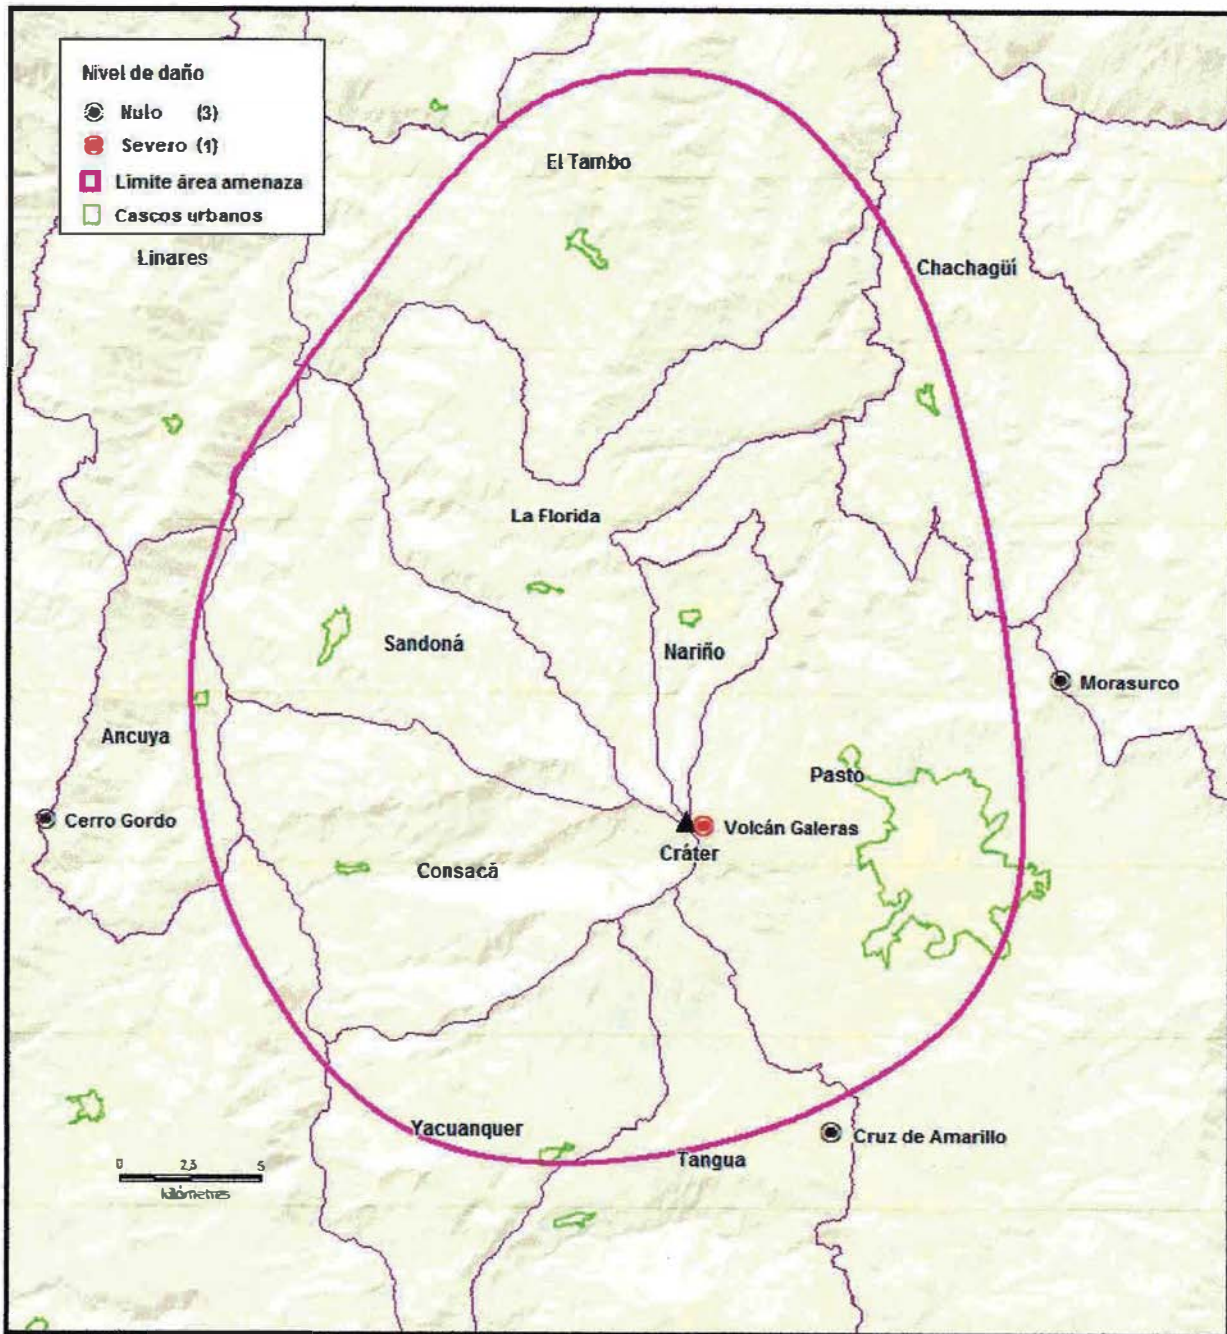 Nivel de daño
Nulo (3)
Severo (1)
Límite área amenaza
Cascos urbanos
Linares
El Tambo
Chachagüí
La Florida
Sandoná
Nariño
Morasurco
Ancuya
Pasto
Cerro Gordo
Volcán Galeras
Cráter
Consacá
Yacuanquer
Cruz de Amarillo
Tangua
0 2,5 5
kilómetros